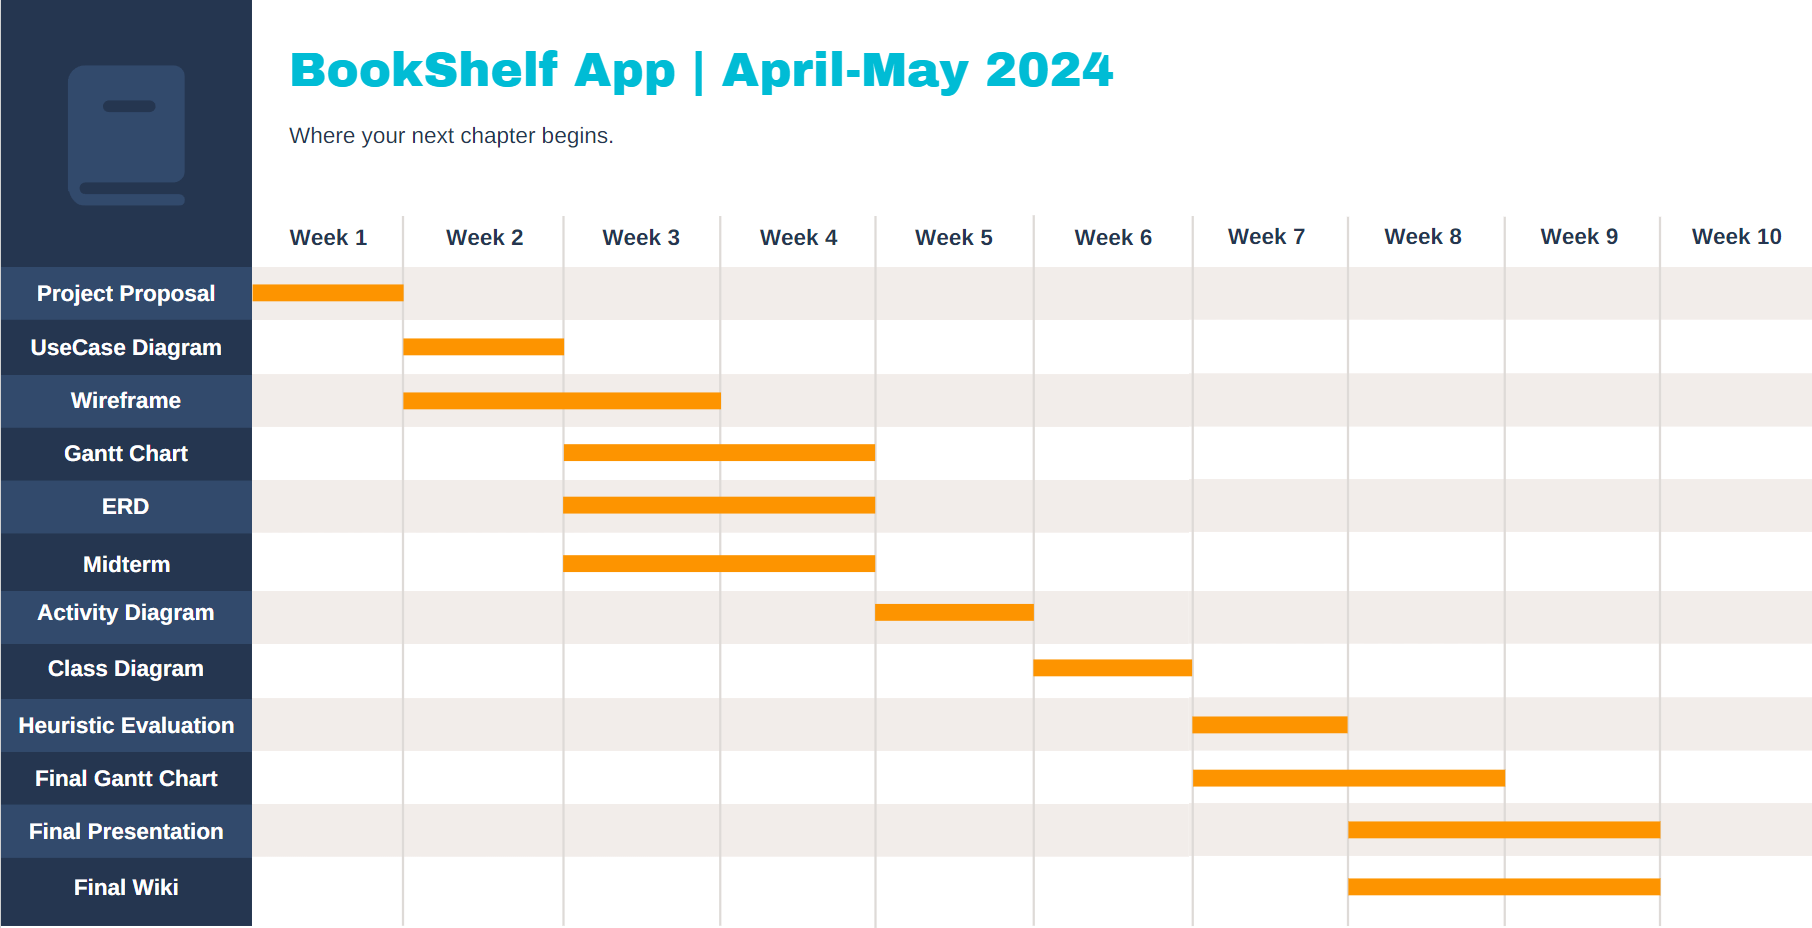 BookShelf App | April-May 2024
Where your next chapter begins.
Week 1 Week 2 Week 3 Week 4 Week 5 Week 6 Week 7 Week 8 Week 9 Week 10
Project Proposal
UseCase Diagram
Wireframe
Gantt Chart
ERD
Midterm
Activity Diagram
Class Diagram
Heuristic Evaluation
Final Gantt Chart
Final Presentation
Final Wiki